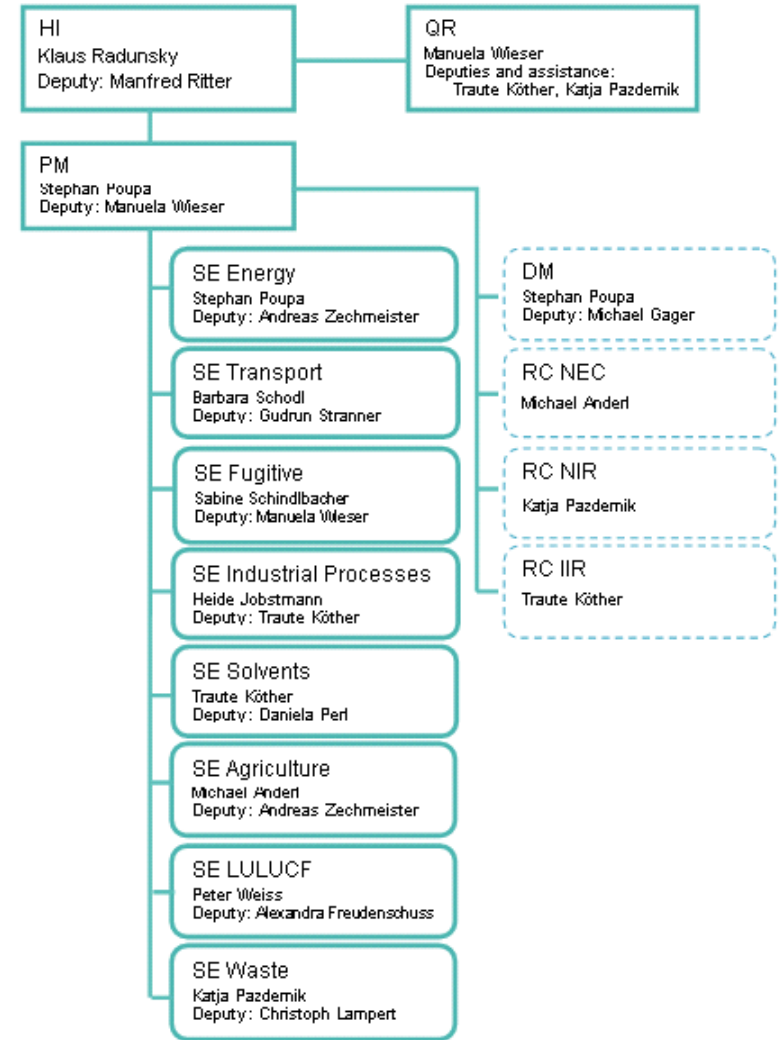 HI
Klaus Radunsky
Deputy: Manfred Ritter
QR
Manuela Wieser
Deputies and assistance:
Traute Köther, Katja Pazdernik
PM
Stephan Poupa
Deputy: Manuela Wieser
SE Energy
Stephan Poupa
Deputy: Andreas Zechmeister
SE Transport
Barbara Schodl
Deputy: Gudrun Stranner
SE Fugitive
Sabine Schindlbacher
Deputy: Manuela Wieser
SE Industrial Processes
Heide Jobstmann
Deputy: Traute Köther
SE Solvents
Traute Köther
Deputy: Daniela Perl
SE Agriculture
Michael Anderl
Deputy: Andreas Zechmeister
SE LULUCF
Peter Weiss
Deputy: Alexandra Freudenschuss
SE Waste
Katja Pazdernik
Deputy: Christoph Lampert
DM
Stephan Poupa
Deputy: Michael Gager
RC NEC
Michael Anderl
RC NIR
Katja Pazdernik
RC IIR
Traute Köther